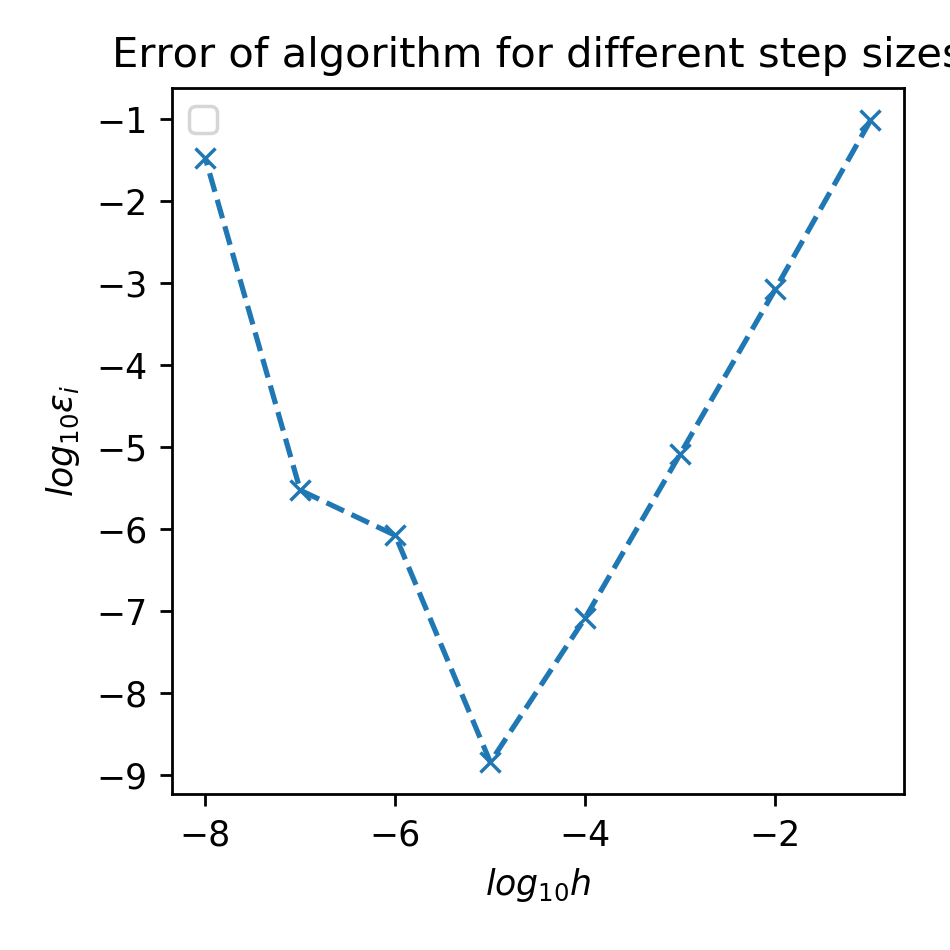 Error of algorithm for different step sizes
−1
−2
−3
−4
−5
−6
−7
−8
−9
log₁₀εᵢ
−8 −6 −4 −2
log₁₀h